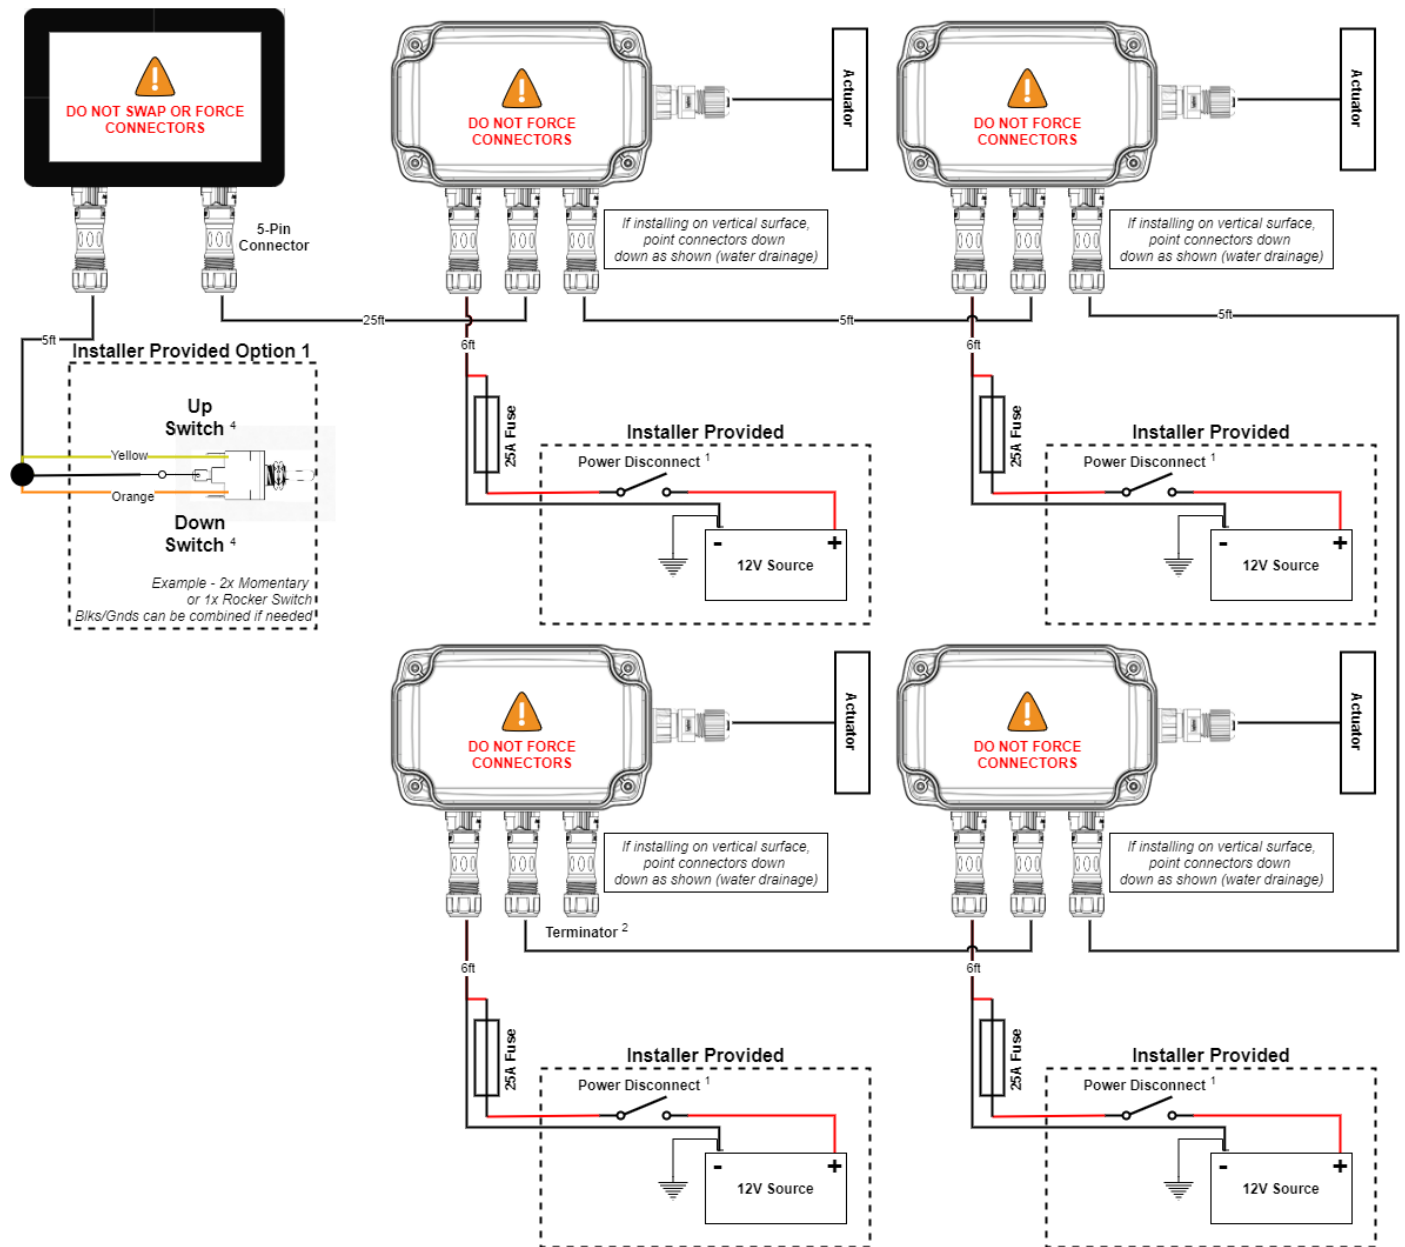 DO NOT SWAP OR FORCE
CONNECTORS
5-Pin
Connector
5ft
Installer Provided Option 1
Up
Switch 4
Yellow
Orange
Down
Switch 4
Example - 2x Momentary
or 1x Rocker Switch
Blks/Gnds can be combined if needed
DO NOT FORCE
CONNECTORS
Actuator
If installing on vertical surface,
point connectors down
down as shown (water drainage)
25ft
5ft
6ft
25A Fuse
Installer Provided
Power Disconnect 1
- +
12V Source
DO NOT FORCE
CONNECTORS
Actuator
If installing on vertical surface,
point connectors down
down as shown (water drainage)
5ft
6ft
25A Fuse
Installer Provided
Power Disconnect 1
- +
12V Source
DO NOT FORCE
CONNECTORS
Actuator
If installing on vertical surface,
point connectors down
down as shown (water drainage)
Terminator 2
6ft
25A Fuse
Installer Provided
Power Disconnect 1
- +
12V Source
DO NOT FORCE
CONNECTORS
Actuator
If installing on vertical surface,
point connectors down
down as shown (water drainage)
6ft
25A Fuse
Installer Provided
Power Disconnect 1
- +
12V Source